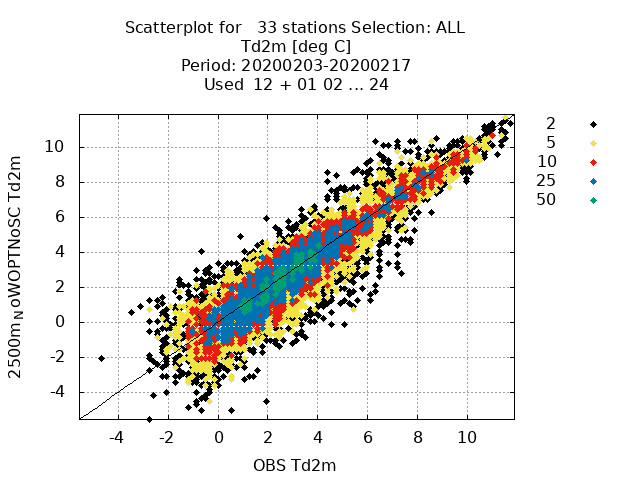 Scatterplot for 33 stations Selection: ALL
Td2m [deg C]
Period: 20200203-20200217
Used 12 + 01 02 ... 24
2
5
10
25
50
10
8
6
4
2
0
-2
-4
2500m_NoWOPTNoSC Td2m
-4 -2 0 2 4 6 8 10
OBS Td2m